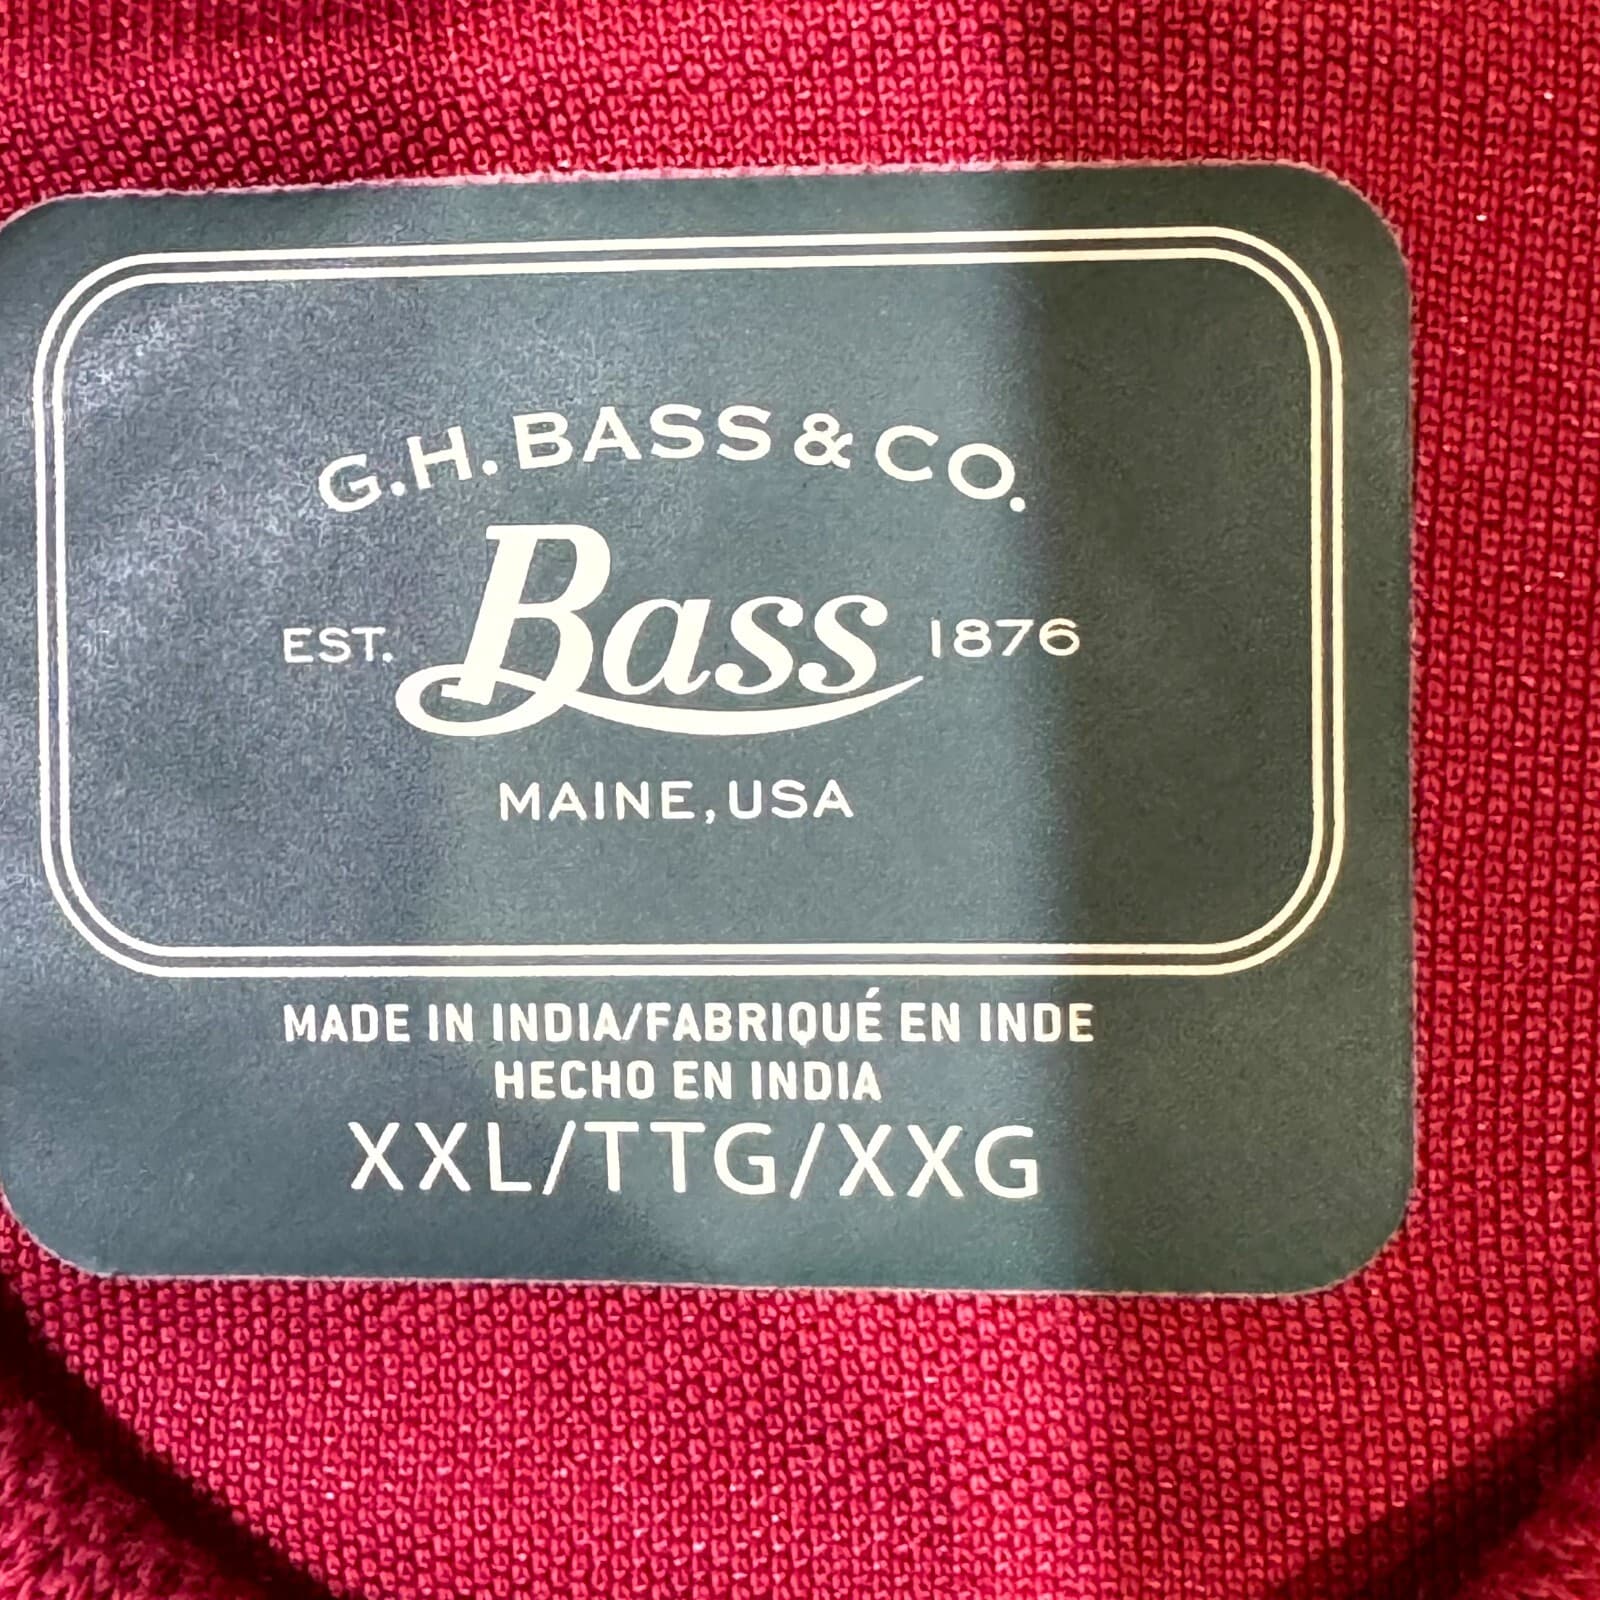 G.H. BASS & CO.
EST. Bass 1876
MAINE, USA
MADE IN INDIA/FABRIQUÉ EN INDE
HECHO EN INDIA
XXL/TTG/XXG